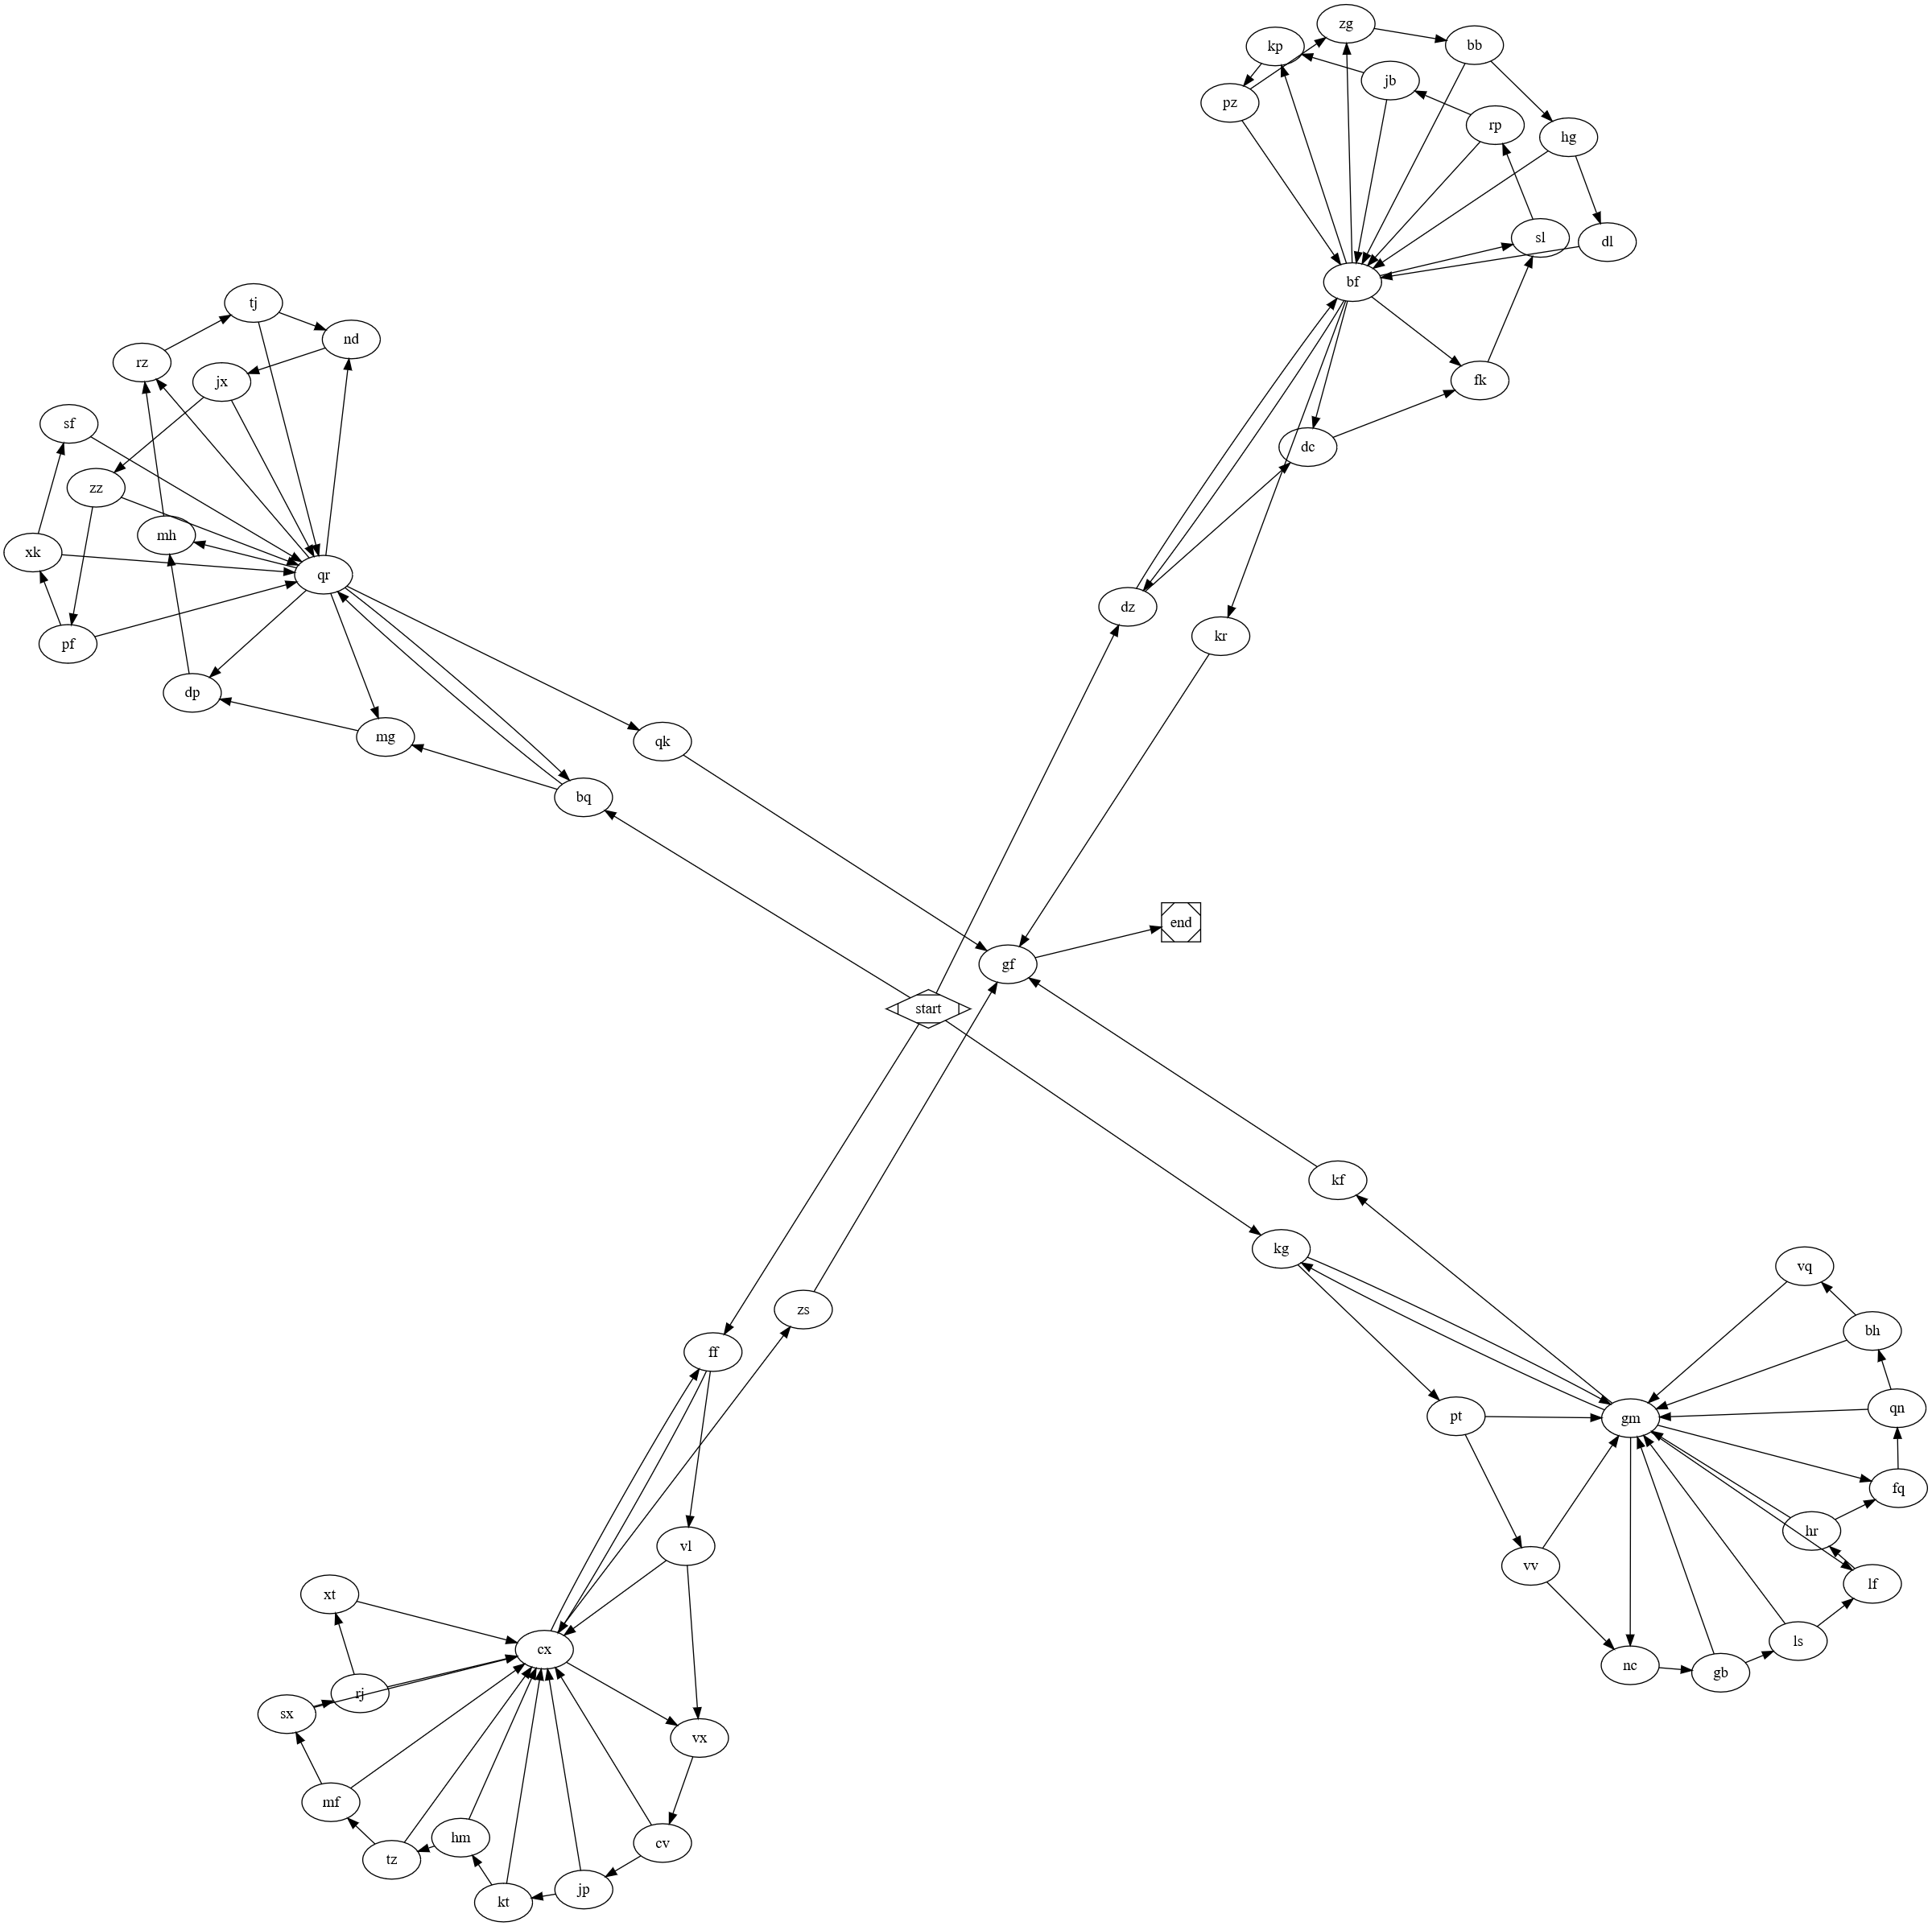 zg
kp
bb
jb
pz
rp
hg
sl
dl
bf
tj
nd
rz
jx
fk
sf
dc
zz
mh
xk
qr
dz
kr
pf
dp
mg
qk
bq
end
gf
start
kf
kg
vq
zs
bh
ff
qn
pt
gm
fq
hr
vl
vv
lf
xt
ls
cx
nc
gb
rj
sx
vx
mf
hm
cv
tz
jp
kt